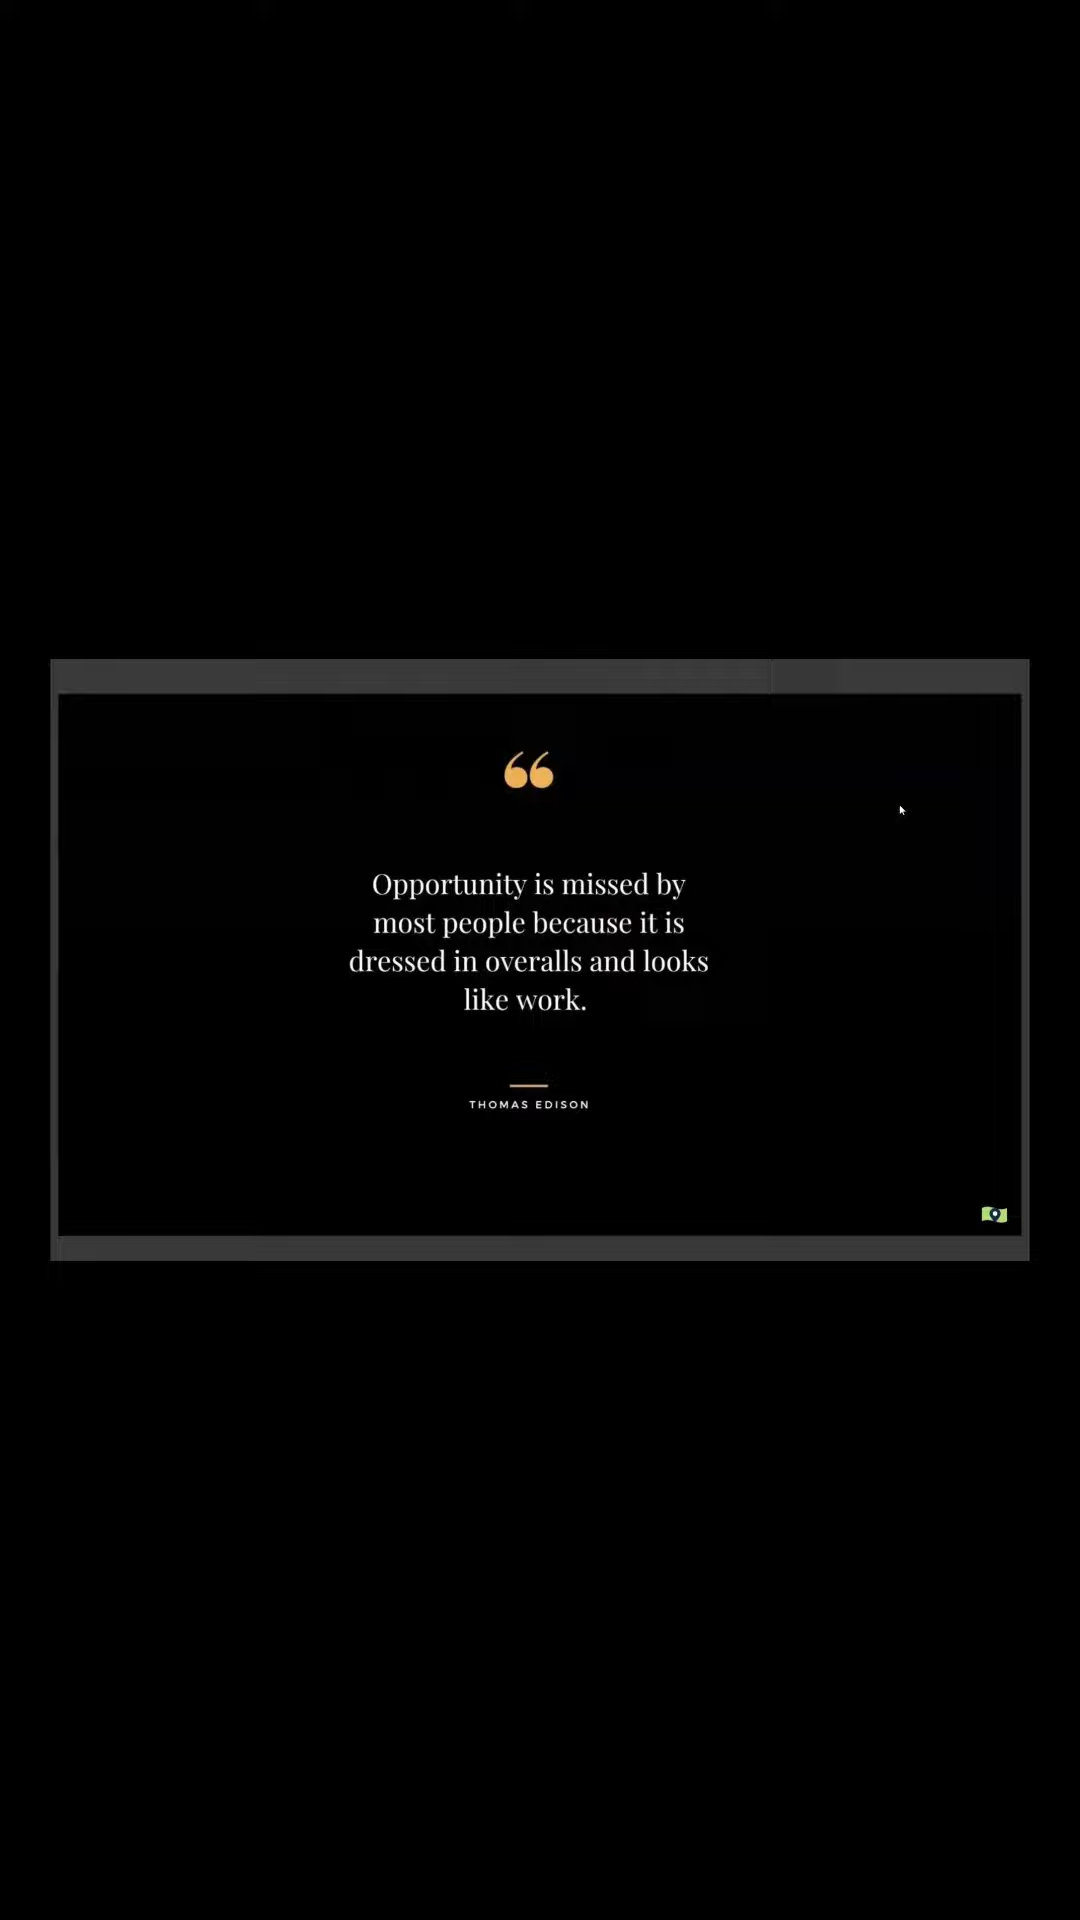 ❝
Opportunity is missed by
most people because it is
dressed in overalls and looks
like work.
THOMAS EDISON